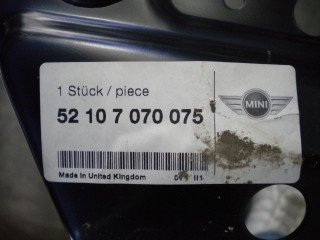 1 Stück / piece
52 10 7 070 075
MINI
Made in United Kingdom